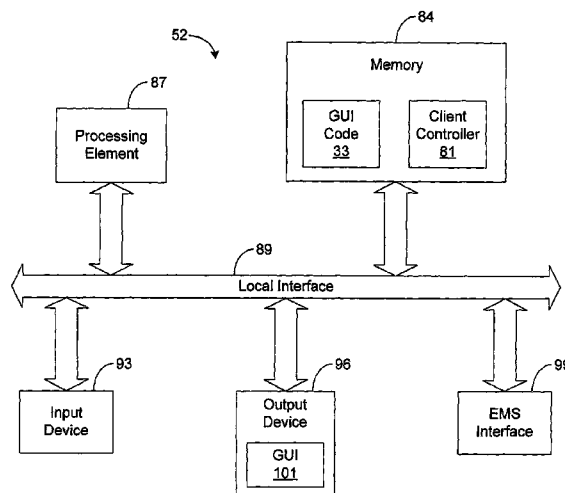 52
84
Memory
87
Processing
Element
GUI
Code
33
Client
Controller
81
89
Local Interface
93
Input
Device
96
Output
Device
GUI
101
99
EMS
Interface